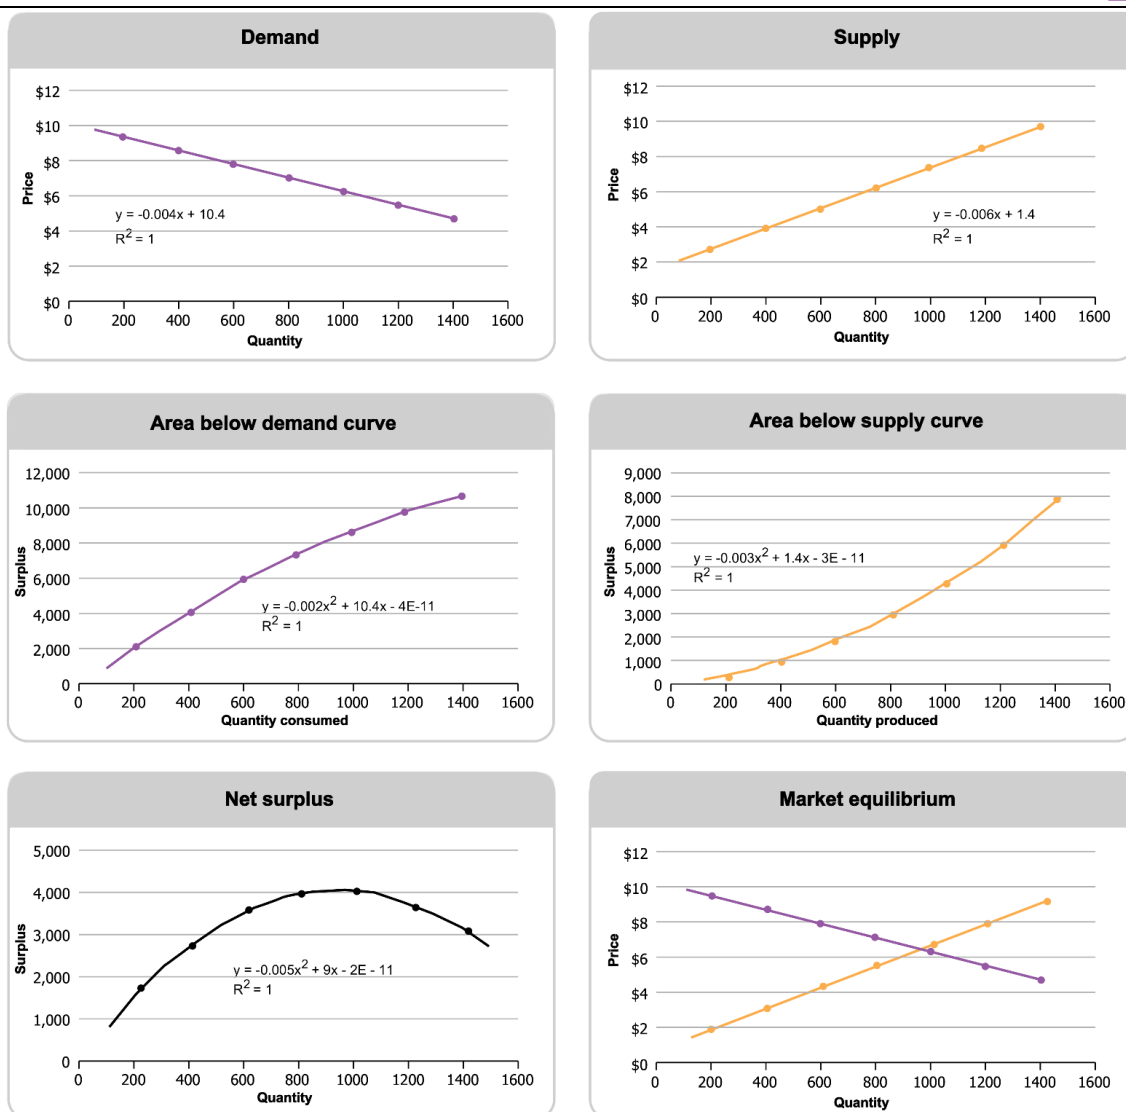 Demand
$12
$10
$8
$6
$4
$2
$0
Price
y = -0.004x + 10.4
R2 = 1
0 200 400 600 800 1000 1200 1400 1600
Quantity
Supply
$12
$10
$8
$6
$4
$2
$0
Price
y = -0.006x + 1.4
R2 = 1
0 200 400 600 800 1000 1200 1400 1600
Quantity
Area below demand curve
12,000
10,000
8,000
6,000
4,000
2,000
0
Surplus
y = -0.002x2 + 10.4x - 4E-11
R2 = 1
0 200 400 600 800 1000 1200 1400 1600
Quantity consumed
Area below supply curve
9,000
8,000
7,000
6,000
5,000
4,000
3,000
2,000
1,000
0
Surplus
y = -0.003x2 + 1.4x - 3E - 11
R2 = 1
0 200 400 600 800 1000 1200 1400 1600
Quantity produced
Net surplus
5,000
4,000
3,000
2,000
1,000
0
Surplus
y = -0.005x2 + 9x - 2E - 11
R2 = 1
0 200 400 600 800 1000 1200 1400 1600
Quantity
Market equilibrium
$12
$10
$8
$6
$4
$2
$0
Price
0 200 400 600 800 1000 1200 1400 1600
Quantity